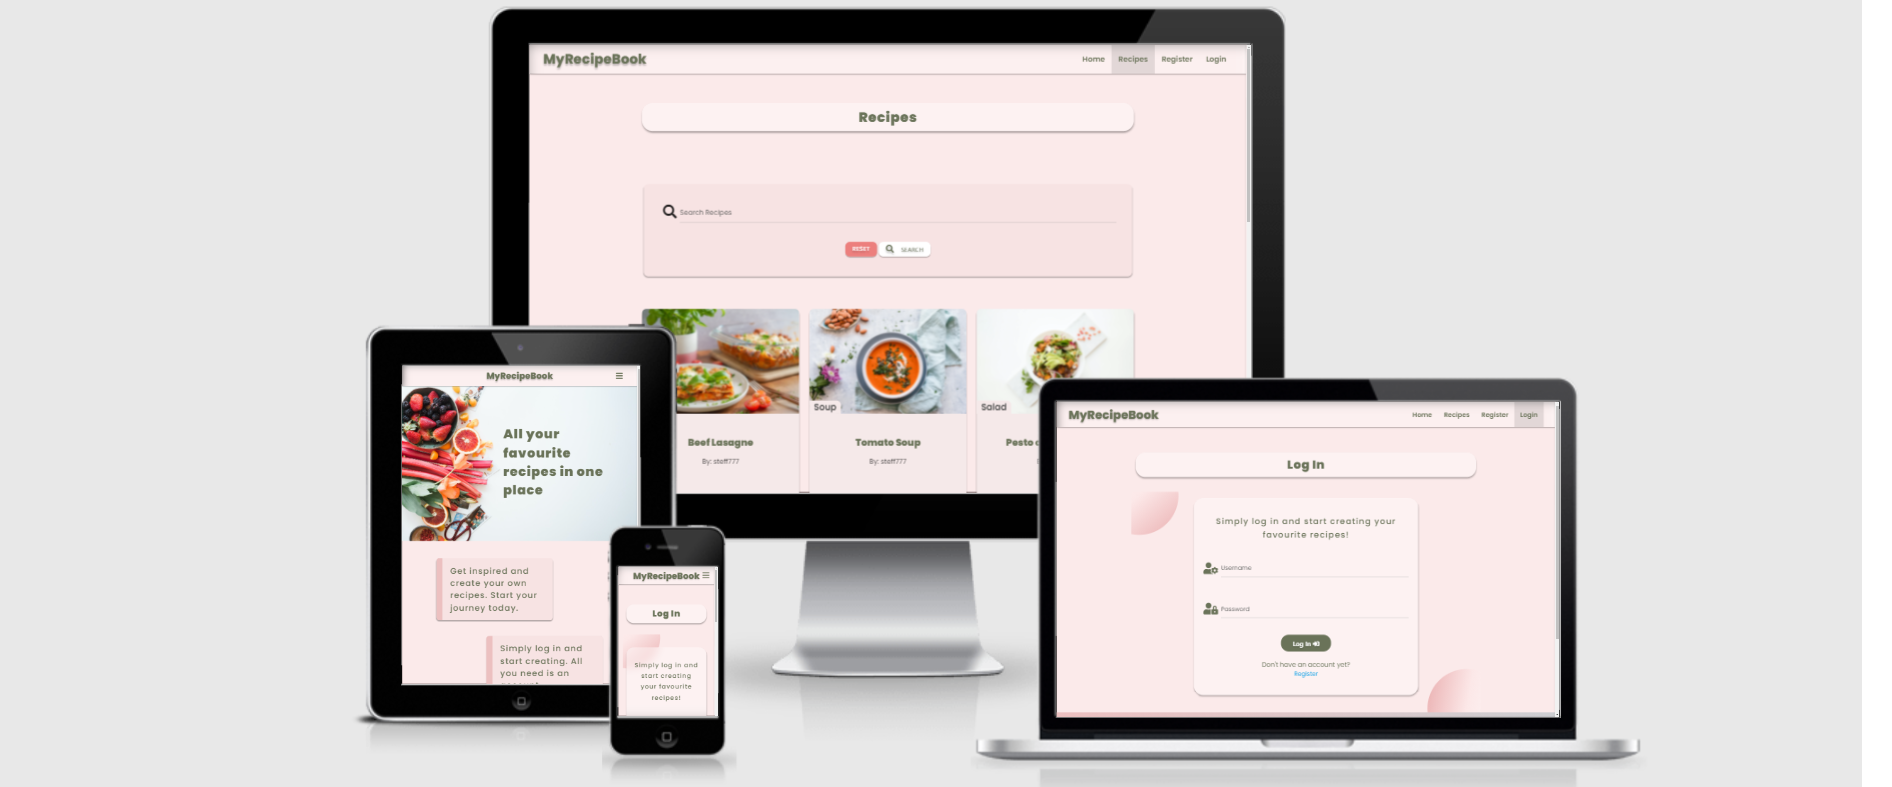 MyRecipeBook
Home Recipes Register Login
Recipes
Search Recipes
RESET SEARCH
Soup Salad
Beef Lasagne Tomato Soup Pesto
By: steff777 By: steff777
MyRecipeBook
All your
favourite
recipes in one
place
Get inspired and
create your own
recipes. Start your
journey today.
Simply log in and
start creating. All
you need is an
MyRecipeBook
Log In
Simply log in and
start creating
your favourite
recipes!
MyRecipeBook
Home Recipes Register Login
Log In
Simply log in and start creating your
favourite recipes!
Username
Password
Log In
Don't have an account yet?
Register